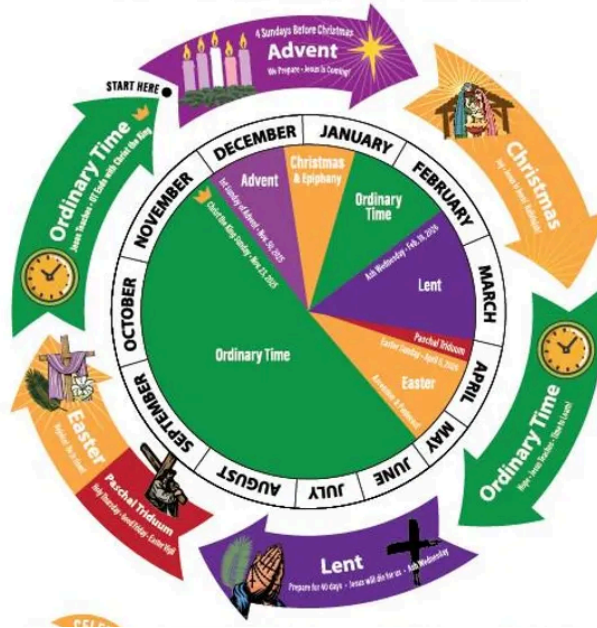 4 Sundays Before Christmas
Advent
We Prepare • Jesus Is Coming!
START HERE
Christmas
Ordinary Time
Lent
Prepare for 40 days • Jesus will die for us • Ash Wednesday
Paschal Triduum
Holy Thursday • Good Friday • Easter Vigil
Easter
Ordinary Time
Jesus Teaches • OT Ends with Christ the King
JANUARY
FEBRUARY
MARCH
APRIL
MAY
JUNE
JULY
AUGUST
SEPTEMBER
OCTOBER
NOVEMBER
DECEMBER
Advent
1st Sunday of Advent • Nov. 30, 2025
Christmas
& Epiphany
Ordinary
Time
Ash Wednesday • Feb. 18, 2026
Lent
Paschal Triduum
Easter Sunday • April 5, 2026
Easter
Ascension & Pentecost
Ordinary Time
Christ the King Sunday • Nov. 23, 2025